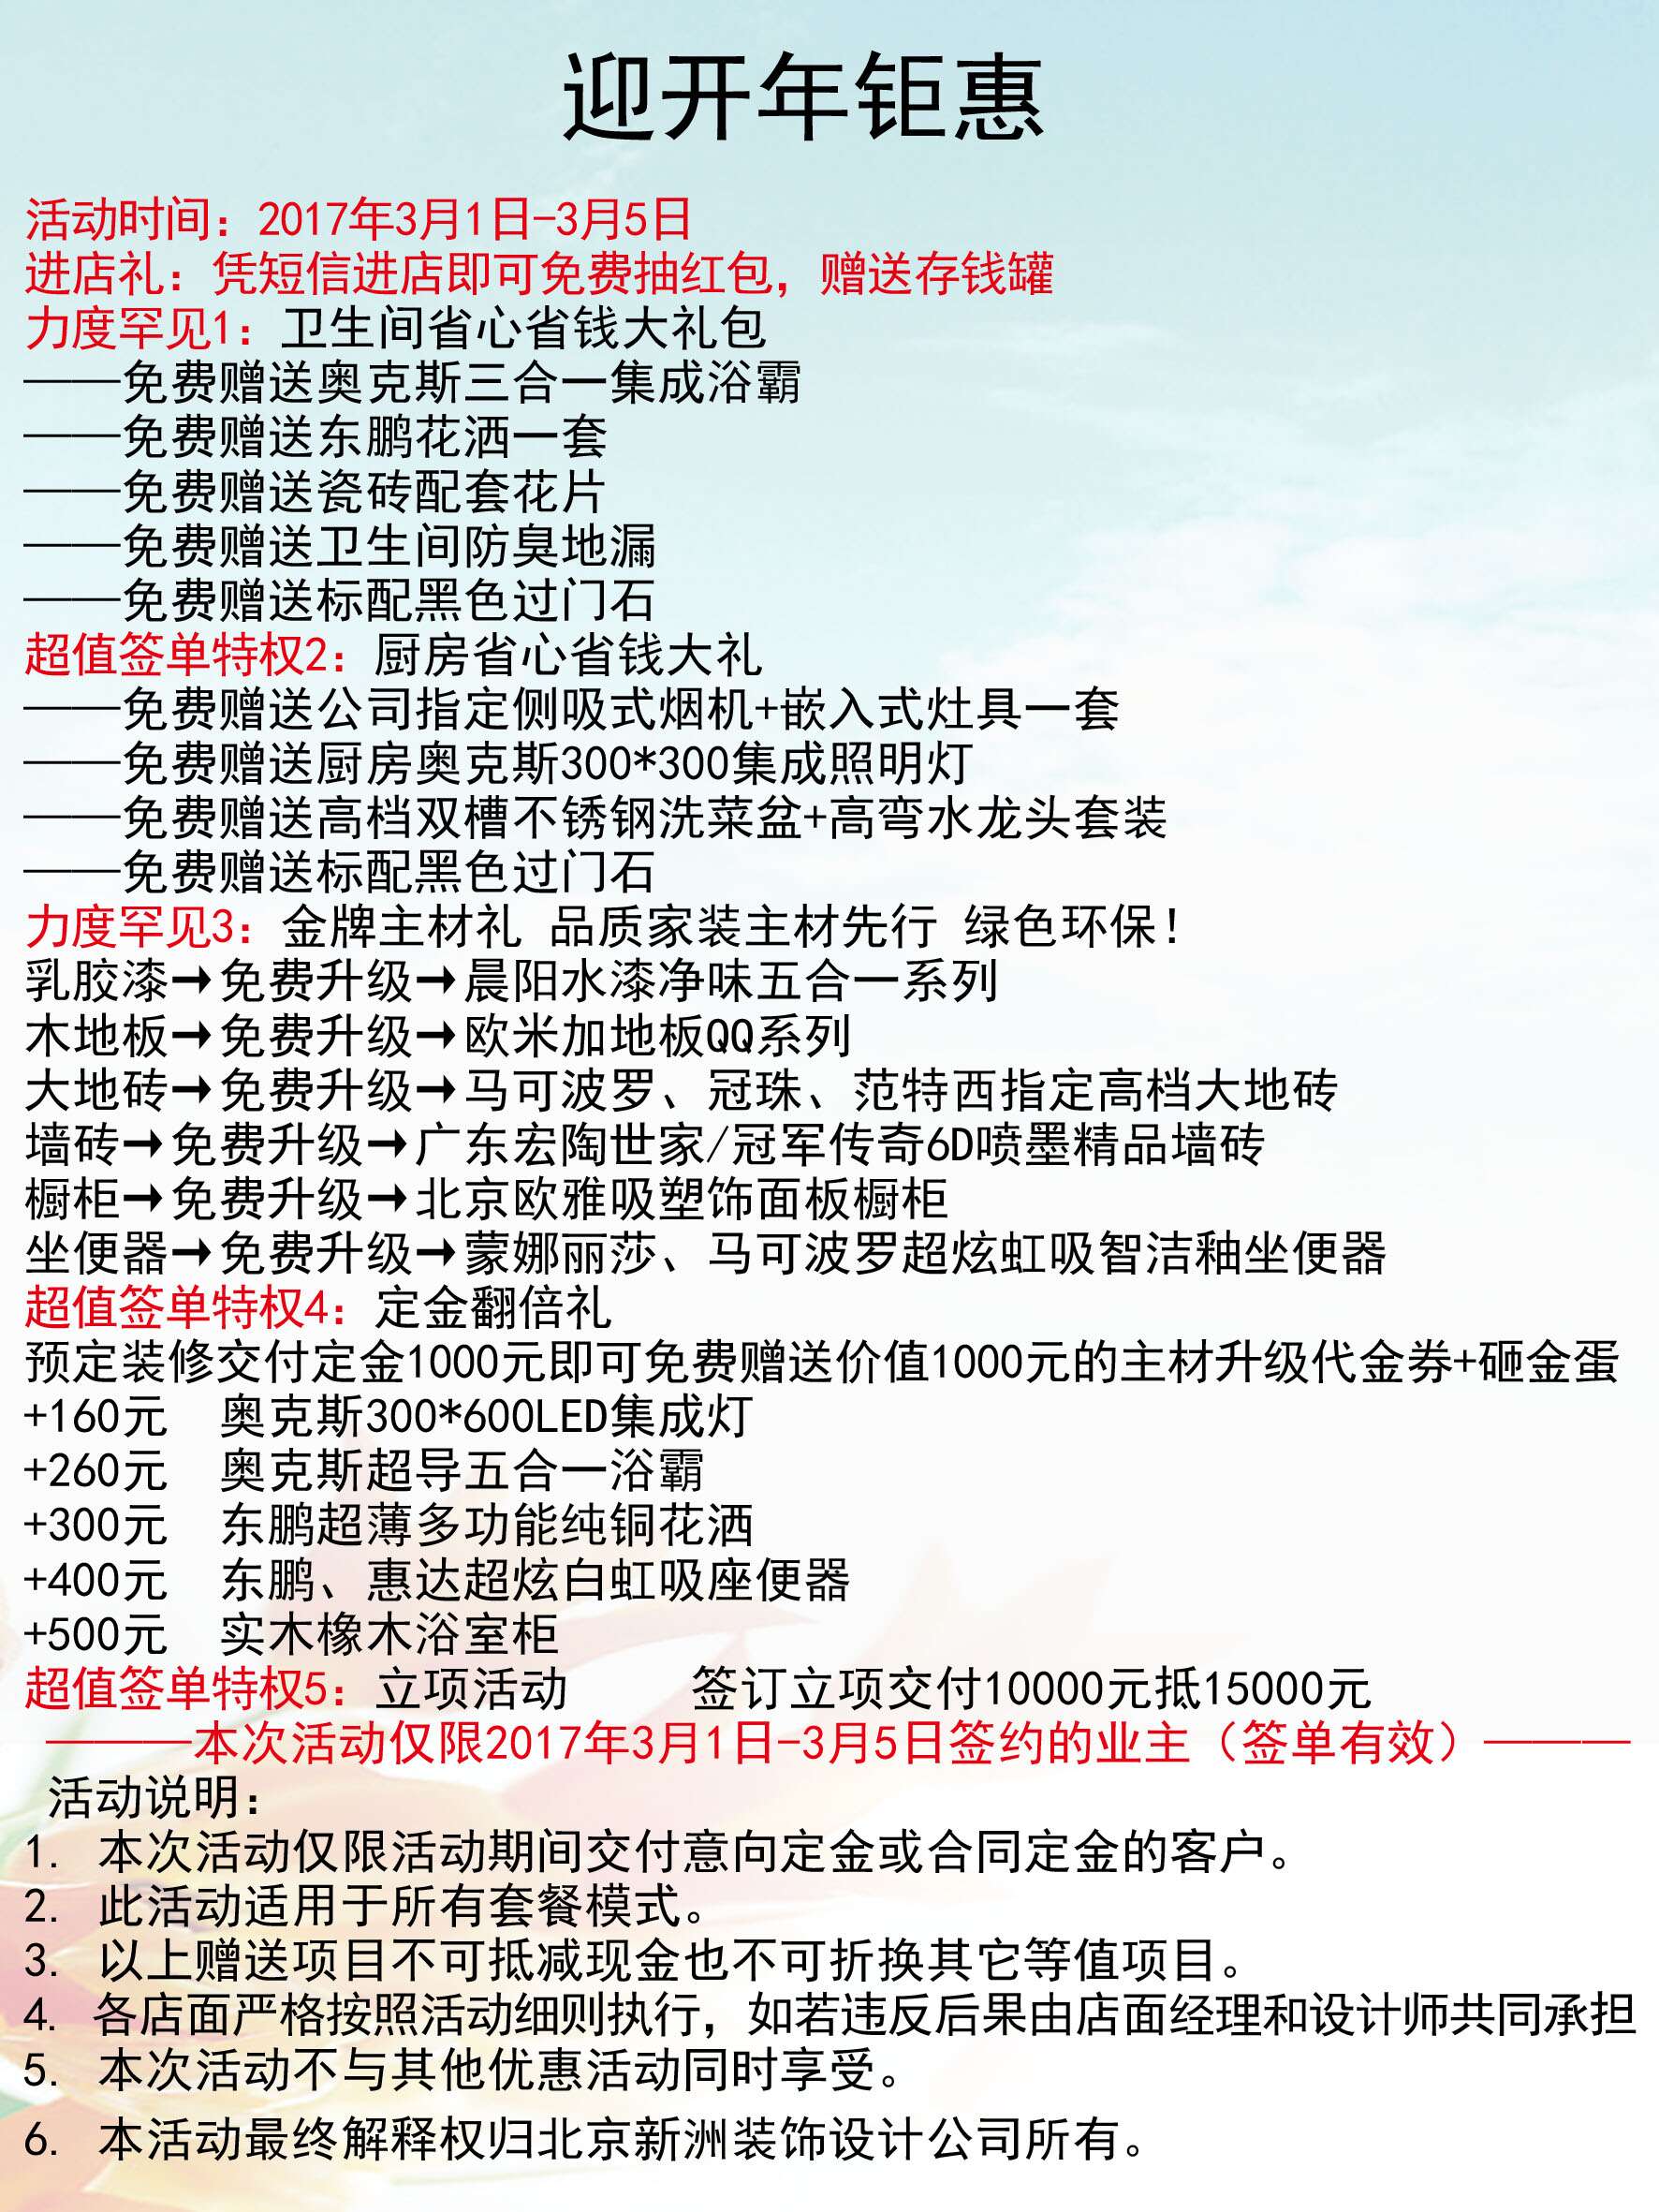 迎开年钜惠
活动时间：2017年3月1日-3月5日
进店礼：凭短信进店即可免费抽红包，赠送存钱罐
力度罕见1：卫生间省心省钱大礼包
——免费赠送奥克斯三合一集成浴霸
——免费赠送东鹏花洒一套
——免费赠送瓷砖配套花片
——免费赠送卫生间防臭地漏
——免费赠送标配黑色过门石
超值签单特权2：厨房省心省钱大礼
——免费赠送公司指定侧吸式烟机+嵌入式灶具一套
——免费赠送厨房奥克斯300*300集成照明灯
——免费赠送高档双槽不锈钢洗菜盆+高弯水龙头套装
——免费赠送标配黑色过门石
力度罕见3：金牌主材礼 品质家装主材先行 绿色环保！
乳胶漆→免费升级→晨阳水漆净味五合一系列
木地板→免费升级→欧米加地板QQ系列
大地砖→免费升级→马可波罗、冠珠、范特西指定高档大地砖
墙砖→免费升级→广东宏陶世家/冠军传奇6D喷墨精品墙砖
橱柜→免费升级→北京欧雅吸塑饰面板橱柜
坐便器→免费升级→蒙娜丽莎、马可波罗超炫虹吸智洁釉坐便器
超值签单特权4：定金翻倍礼
预定装修交付定金1000元即可免费赠送价值1000元的主材升级代金券+砸金蛋
+160元 奥克斯300*600LED集成灯
+260元 奥克斯超导五合一浴霸
+300元 东鹏超薄多功能纯铜花洒
+400元 东鹏、惠达超炫白虹吸座便器
+500元 实木橡木浴室柜
超值签单特权5：立项活动 签订立项交付10000元抵15000元
———本次活动仅限2017年3月1日-3月5日签约的业主（签单有效）———
活动说明：
1. 本次活动仅限活动期间交付意向定金或合同定金的客户。
2. 此活动适用于所有套餐模式。
3. 以上赠送项目不可抵减现金也不可折换其它等值项目。
4. 各店面严格按照活动细则执行，如若违反后果由店面经理和设计师共同承担
5. 本次活动不与其他优惠活动同时享受。
6. 本活动最终解释权归北京新洲装饰设计公司所有。